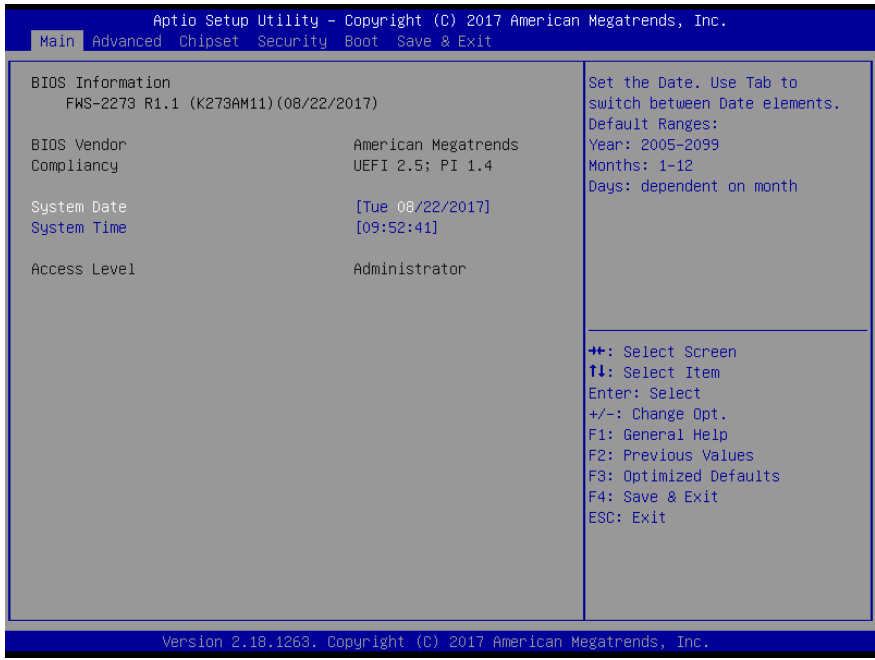 Aptio Setup Utility – Copyright (C) 2017 American Megatrends, Inc.
Main Advanced Chipset Security Boot Save & Exit
BIOS Information
FWS-2273 R1.1 (K273AM11)(08/22/2017)
BIOS Vendor American Megatrends
Compliancy UEFI 2.5; PI 1.4
System Date [Tue 08/22/2017]
System Time [09:52:41]
Access Level Administrator
Set the Date. Use Tab to
switch between Date elements.
Default Ranges:
Year: 2005-2099
Months: 1-12
Days: dependent on month
→←: Select Screen
↑↓: Select Item
Enter: Select
+/-: Change Opt.
F1: General Help
F2: Previous Values
F3: Optimized Defaults
F4: Save & Exit
ESC: Exit
Version 2.18.1263. Copyright (C) 2017 American Megatrends, Inc.